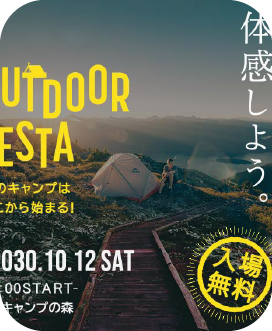 体感しよう。
UTDOOR
ESTA
のキャンプは
こから始まる!
030.10.12 SAT
:00START-
キャンプの森
入場
無料